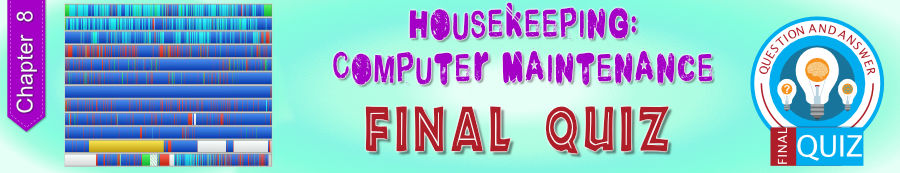 Chapter 8
HOUSEKEEPING:
COMPUTER MAINTENANCE
FINAL QUIZ
QUESTION AND ANSWER
FINAL
QUIZ